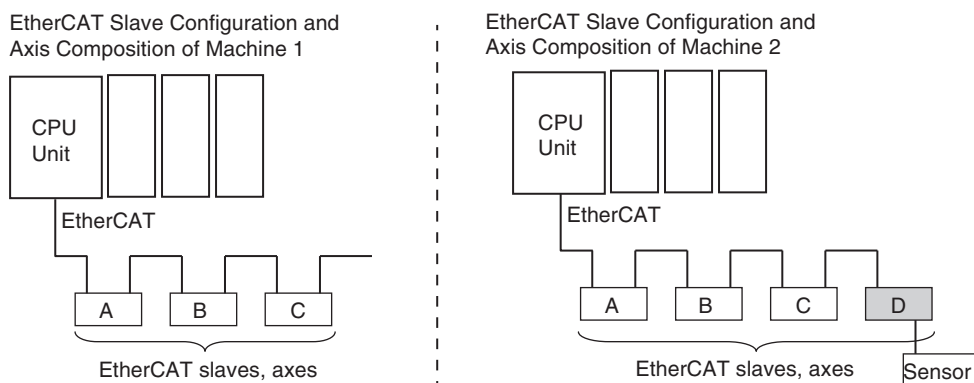 EtherCAT Slave Configuration and
Axis Composition of Machine 1
CPU
Unit
EtherCAT
A
B
C
EtherCAT slaves, axes
EtherCAT Slave Configuration and
Axis Composition of Machine 2
CPU
Unit
EtherCAT
A
B
C
D
EtherCAT slaves, axes
Sensor